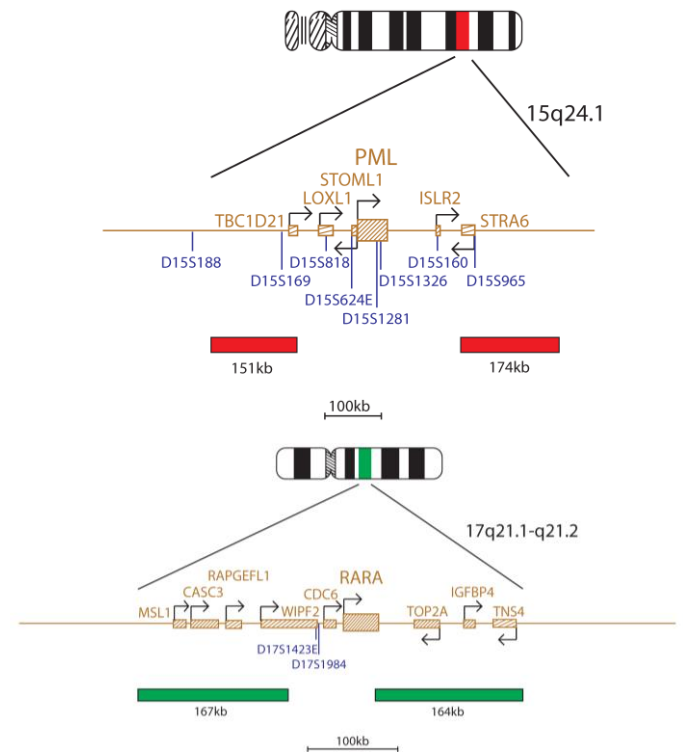 15q24.1
PML
STOML1
LOXL1
ISLR2
TBC1D21
STRA6
D15S188
D15S818
D15S160
D15S169
D15S1326
D15S965
D15S624E
D15S1281
151kb
174kb
100kb
17q21.1-q21.2
RAPGEFL1
RARA
CASC3
CDC6
IGFBP4
MSL1
WIPF2
TOP2A
TNS4
D17S1423E
D17S1984
167kb
164kb
100kb